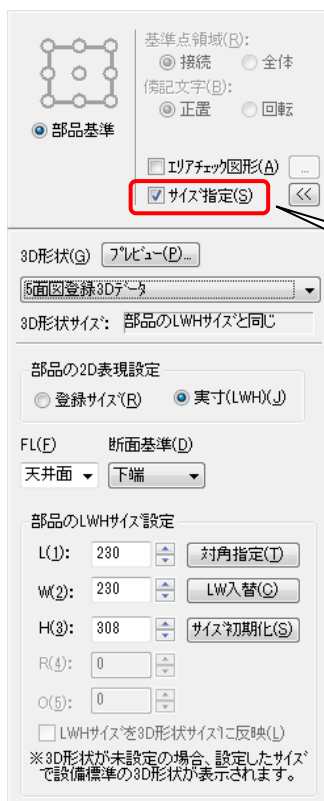 基準点領域(R):
接続 全体
傍記文字(B):
正置 回転
部品基準
エリアチェック図形(A) ...
サイズ指定(S) <<
3D形状(G) プレビュー(P)...
5面図登録3Dデータ
3D形状サイズ: 部品のLWHサイズと同じ
部品の2D表現設定
登録サイズ(R) 実寸(LWH)(J)
FL(F) 断面基準(D)
天井面 下端
部品のLWHサイズ設定
L(1): 230 対角指定(T)
W(2): 230 LW入替(C)
H(3): 308 サイズ初期化(S)
R(4): 0
O(5): 0
LWHサイズを3D形状サイズに反映(L)
※3D形状が未設定の場合、設定したサイズ
で設備標準の3D形状が表示されます。